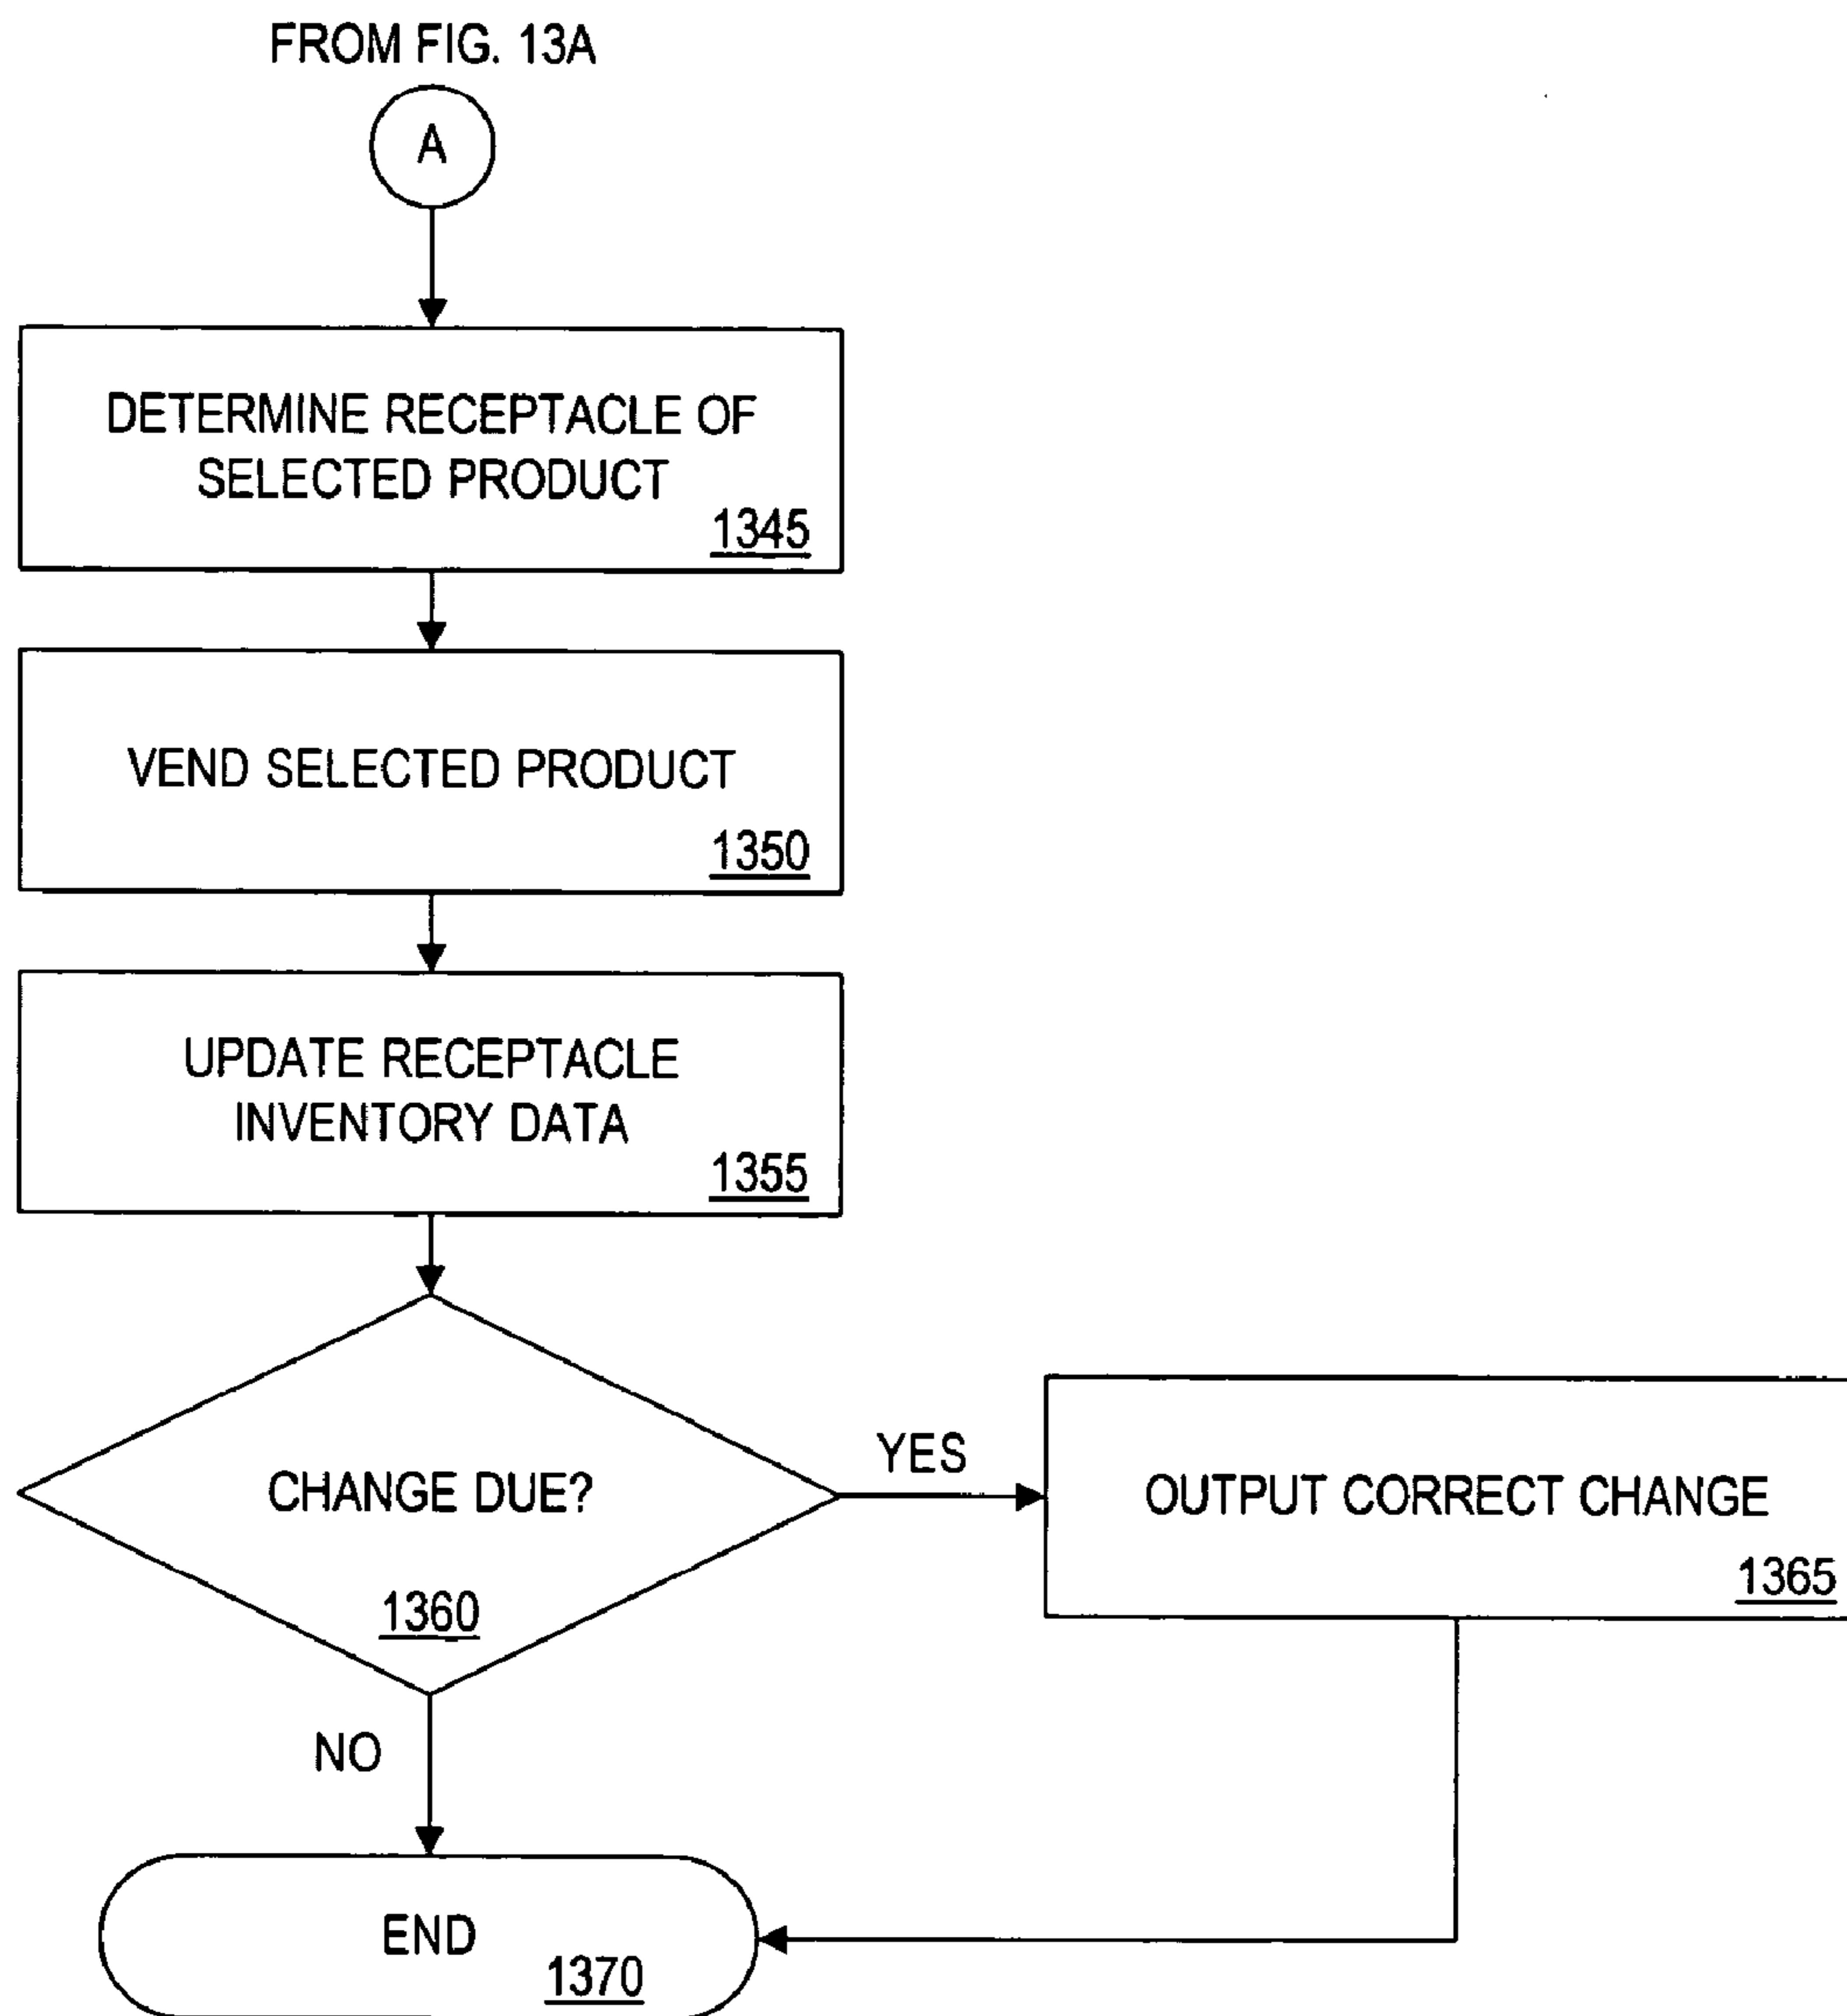 FROM FIG. 13A
A
DETERMINE RECEPTACLE OF
SELECTED PRODUCT
1345
VEND SELECTED PRODUCT
1350
UPDATE RECEPTACLE
INVENTORY DATA
1355
CHANGE DUE?
1360
YES
OUTPUT CORRECT CHANGE
1365
NO
END
1370